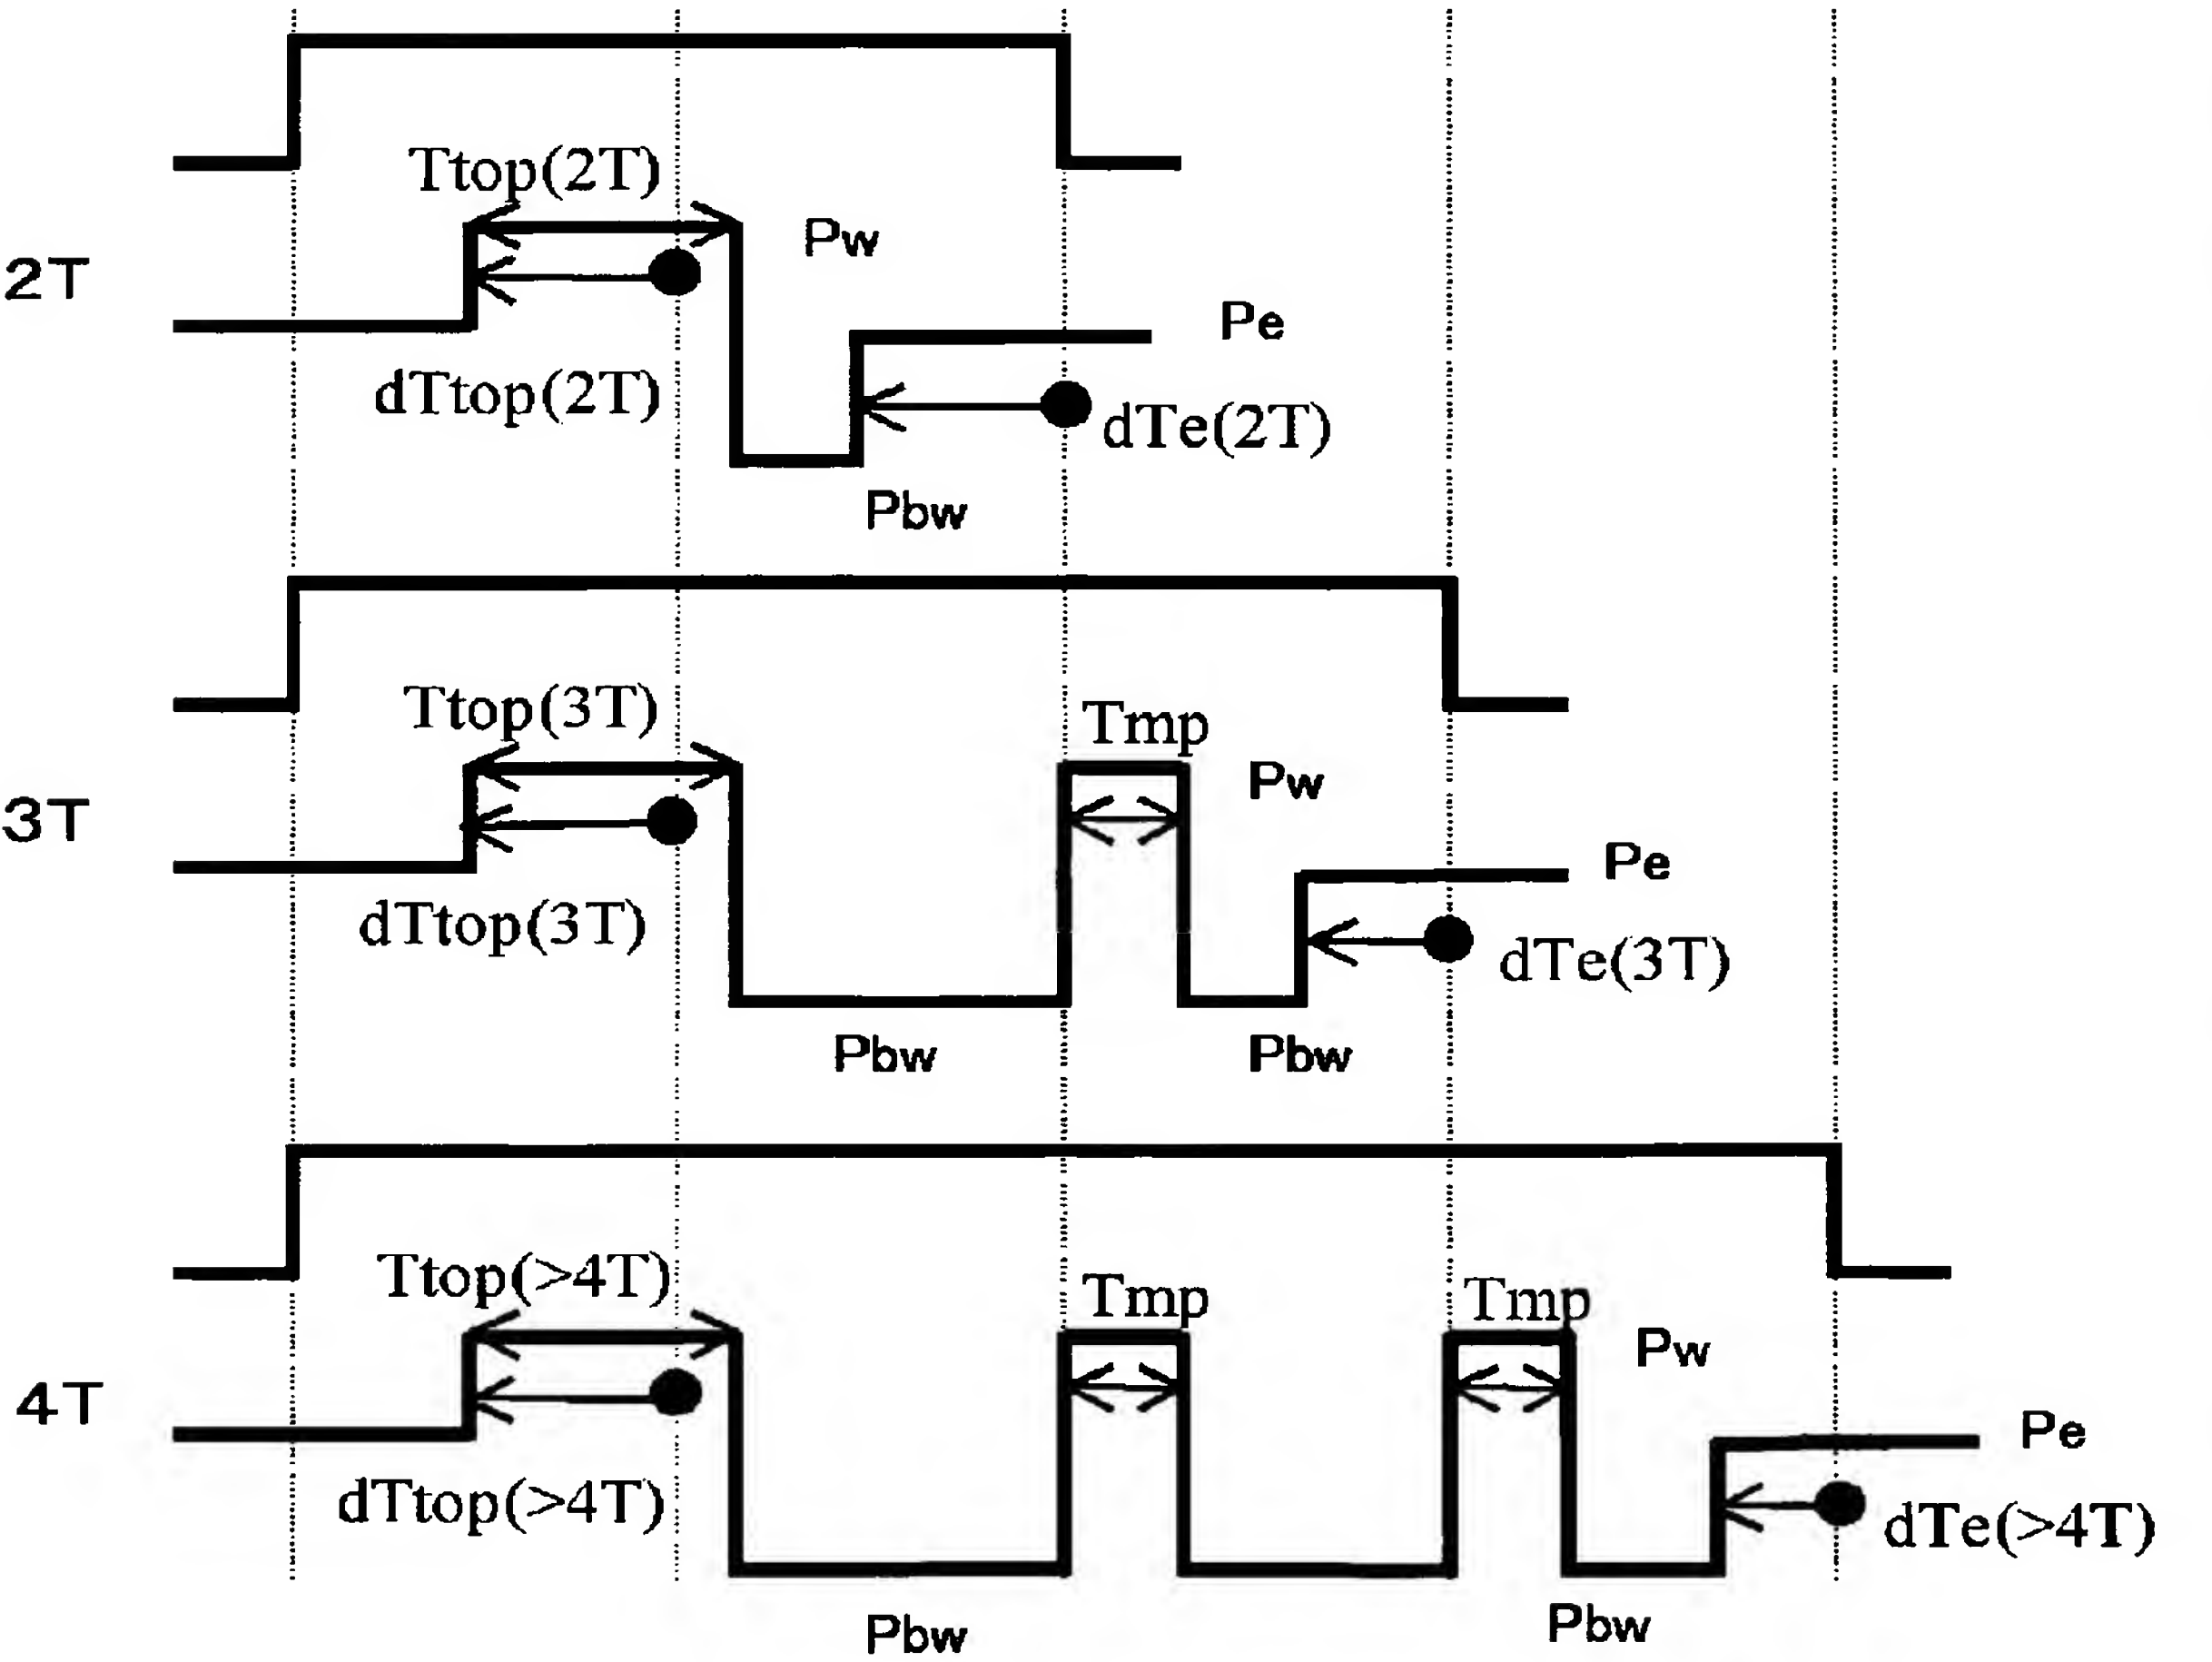 Ttop(2T)
Pw
2T
Pe
dTtop(2T)
dTe(2T)
Pbw
Ttop(3T)
Tmp
Pw
3T
Pe
dTtop(3T)
dTe(3T)
Pbw
Pbw
Ttop(>4T)
Tmp
Tmp
Pw
4T
Pe
dTtop(>4T)
dTe(>4T)
Pbw
Pbw